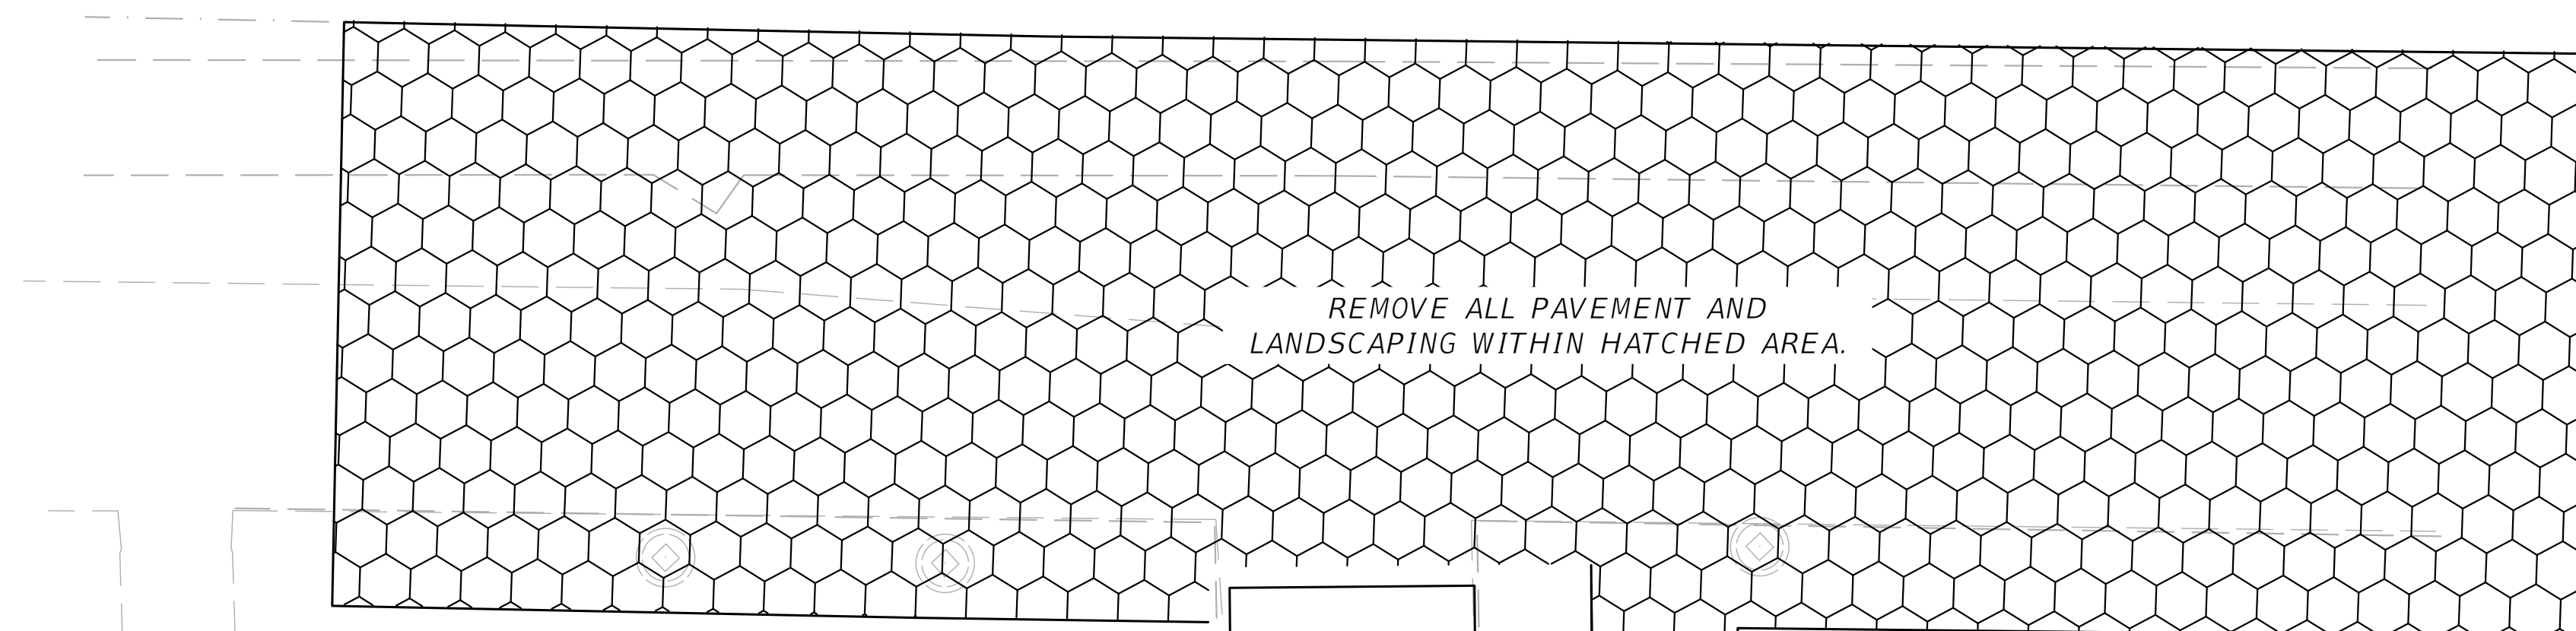 REMOVE ALL PAVEMENT AND
LANDSCAPING WITHIN HATCHED AREA.